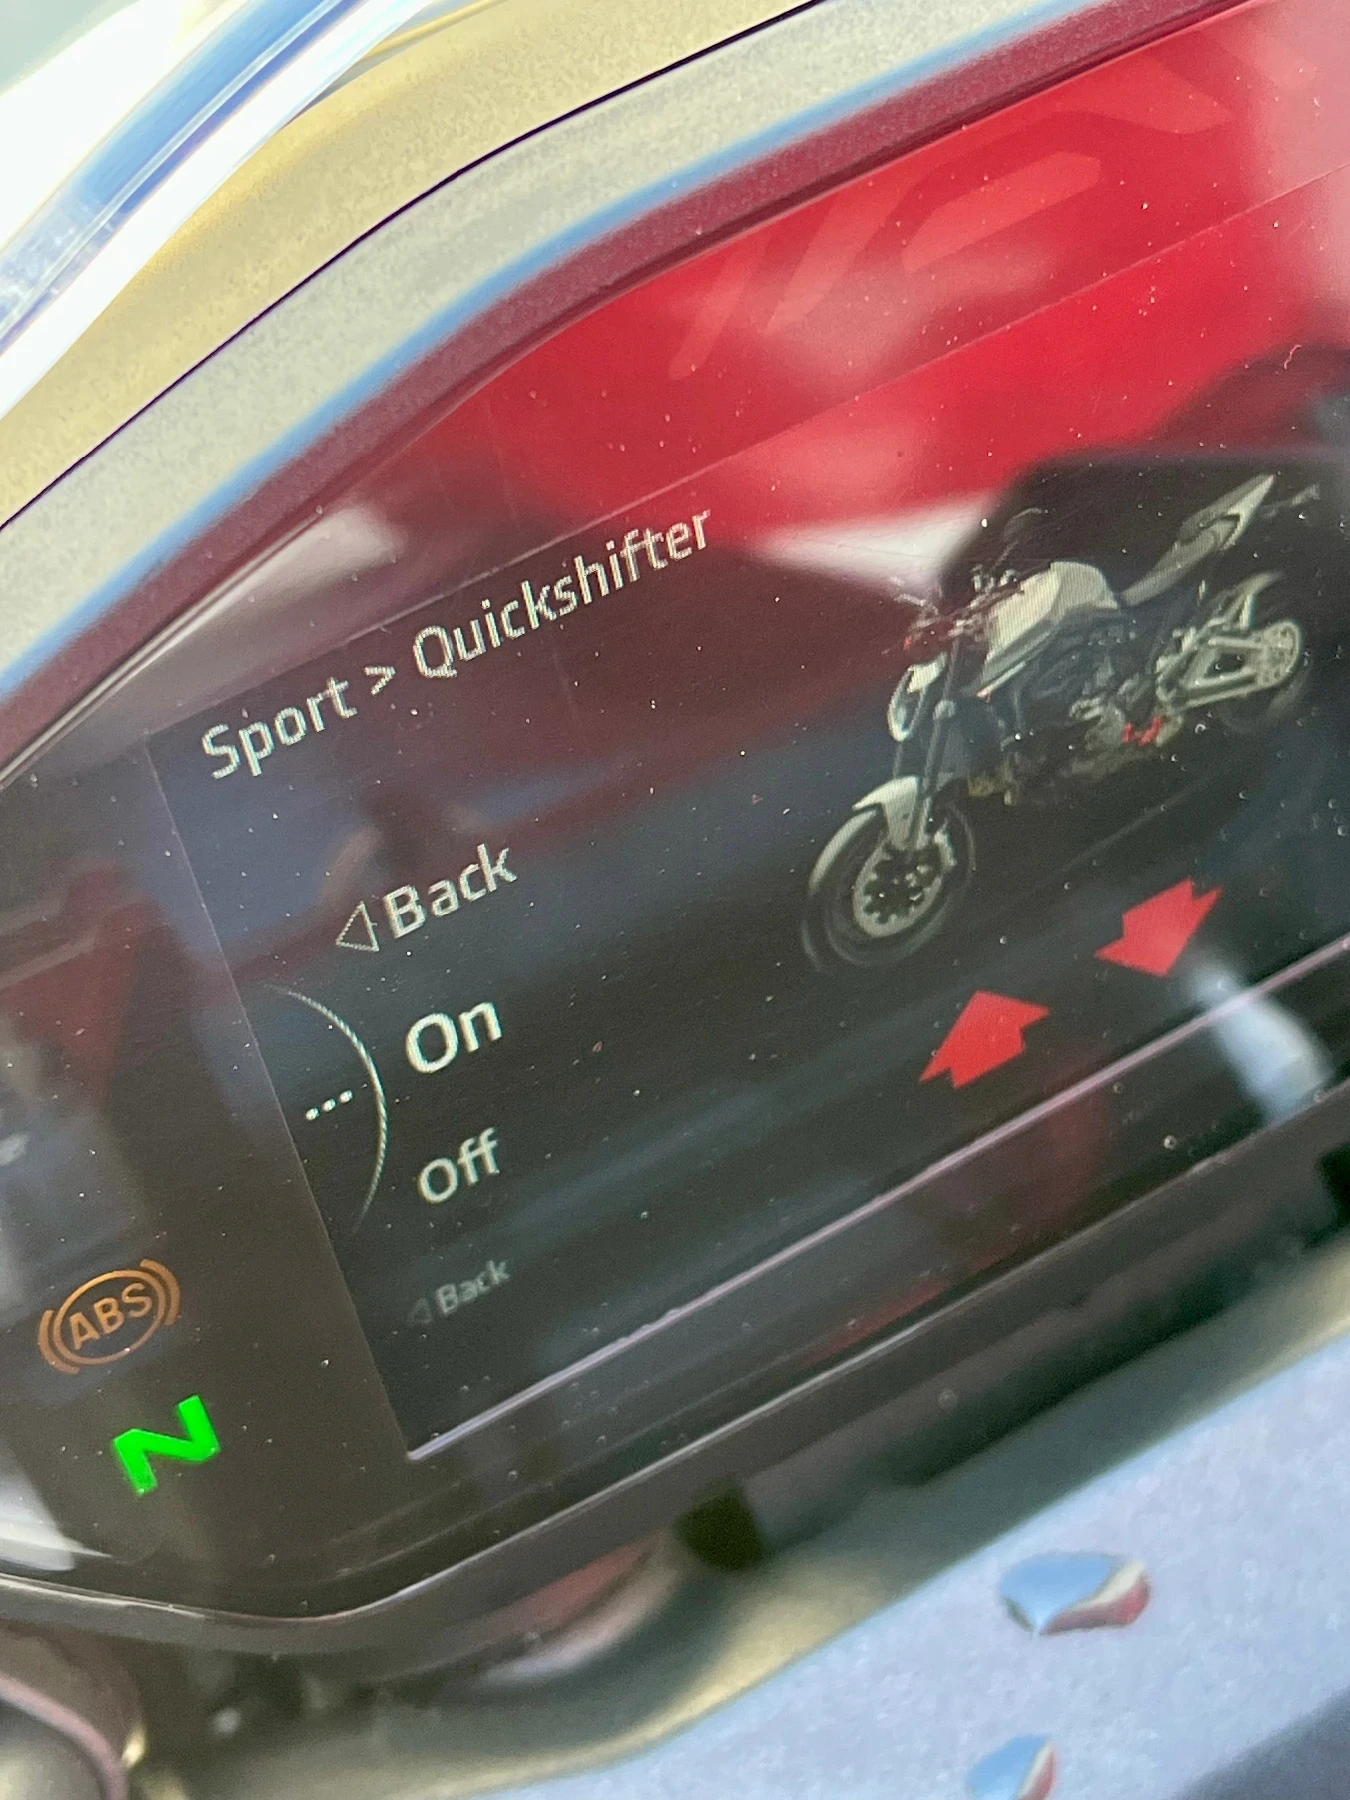 Sport > Quickshifter
◁ Back
On
Off
◁ Back
ABS
N